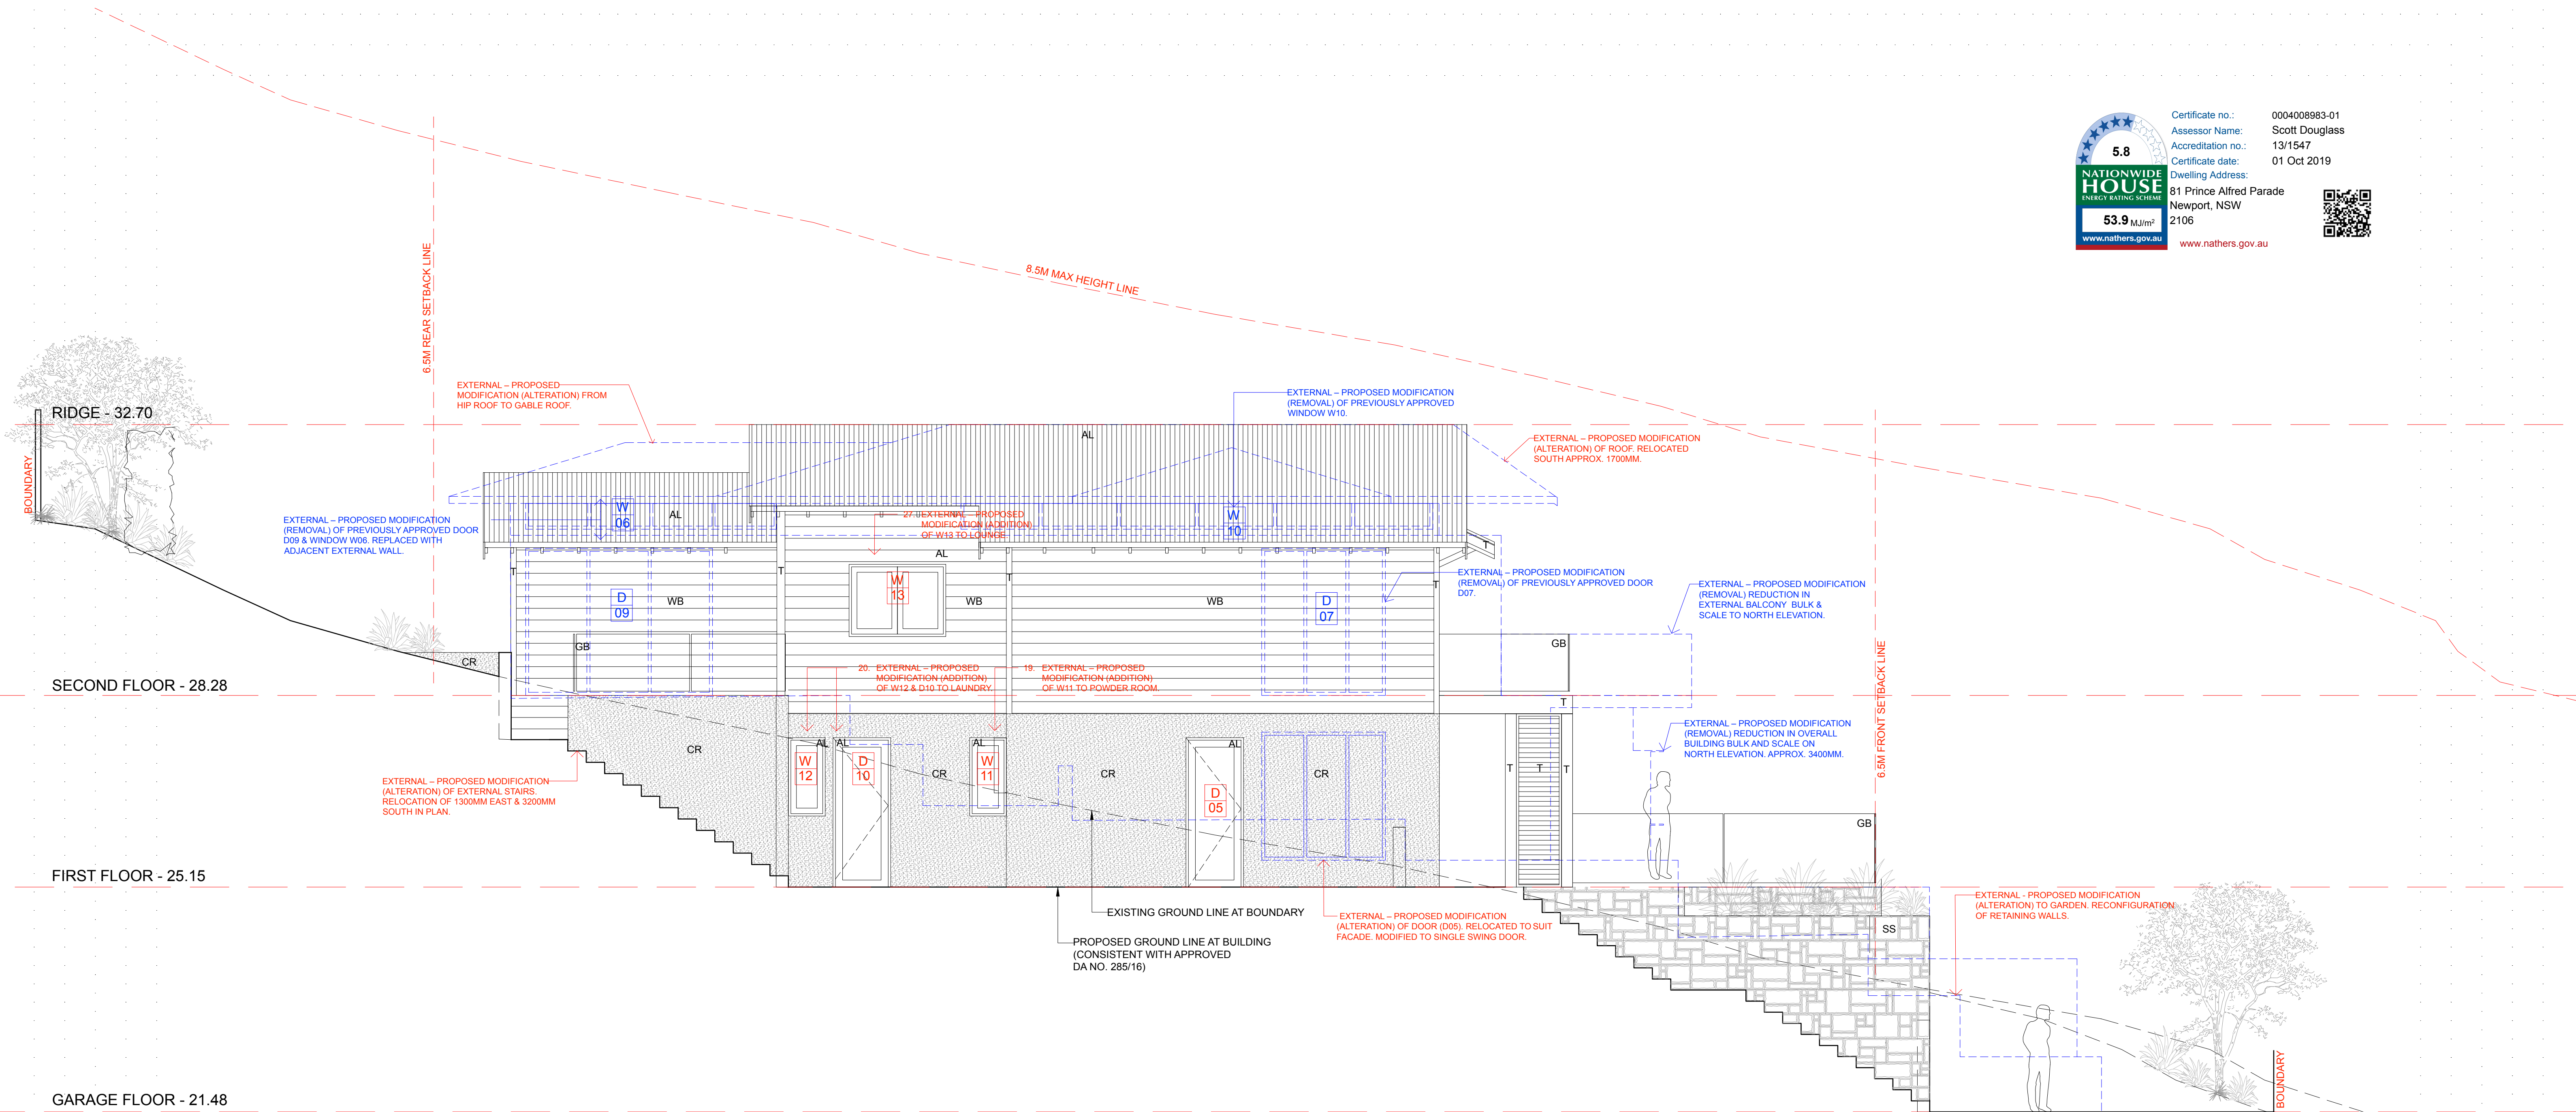 Certificate no.: 0004008983-01
Assessor Name: Scott Douglass
Accreditation no.: 13/1547
Certificate date: 01 Oct 2019
Dwelling Address:
81 Prince Alfred Parade
Newport, NSW
2106
www.nathers.gov.au
5.8
NATIONWIDE
HOUSE
ENERGY RATING SCHEME
53.9 MJ/m²
www.nathers.gov.au
8.5M MAX HEIGHT LINE
6.5M REAR SETBACK LINE
EXTERNAL – PROPOSED
MODIFICATION (ALTERATION) FROM
HIP ROOF TO GABLE ROOF.
EXTERNAL – PROPOSED MODIFICATION
(REMOVAL) OF PREVIOUSLY APPROVED
WINDOW W10.
RIDGE - 32.70
BOUNDARY
AL
EXTERNAL – PROPOSED MODIFICATION
(ALTERATION) OF ROOF. RELOCATED
SOUTH APPROX. 1700MM.
EXTERNAL – PROPOSED MODIFICATION
(REMOVAL) OF PREVIOUSLY APPROVED DOOR
D09 & WINDOW W06. REPLACED WITH
ADJACENT EXTERNAL WALL.
W
06
AL
27. EXTERNAL – PROPOSED
MODIFICATION (ADDITION)
OF W13 TO LOUNGE.
AL
W
10
T
T
T
T
T
W
13
D
09
WB
WB
WB
D
07
EXTERNAL – PROPOSED MODIFICATION
(REMOVAL) OF PREVIOUSLY APPROVED DOOR
D07.
EXTERNAL – PROPOSED MODIFICATION
(REMOVAL) REDUCTION IN
EXTERNAL BALCONY BULK &
SCALE TO NORTH ELEVATION.
GB
GB
CR
20. EXTERNAL – PROPOSED
MODIFICATION (ADDITION)
OF W12 & D10 TO LAUNDRY.
19. EXTERNAL – PROPOSED
MODIFICATION (ADDITION)
OF W11 TO POWDER ROOM.
6.5M FRONT SETBACK LINE
SECOND FLOOR - 28.28
T
EXTERNAL – PROPOSED MODIFICATION
(REMOVAL) REDUCTION IN OVERALL
BUILDING BULK AND SCALE ON
NORTH ELEVATION. APPROX. 3400MM.
CR
AL
AL
AL
AL
W
12
D
10
CR
W
11
CR
D
05
CR
T
T
T
EXTERNAL – PROPOSED MODIFICATION
(ALTERATION) OF EXTERNAL STAIRS.
RELOCATION OF 1300MM EAST & 3200MM
SOUTH IN PLAN.
GB
FIRST FLOOR - 25.15
EXISTING GROUND LINE AT BOUNDARY
PROPOSED GROUND LINE AT BUILDING
(CONSISTENT WITH APPROVED
DA NO. 285/16)
EXTERNAL – PROPOSED MODIFICATION
(ALTERATION) OF DOOR (D05). RELOCATED TO SUIT
FACADE. MODIFIED TO SINGLE SWING DOOR.
SS
EXTERNAL - PROPOSED MODIFICATION
(ALTERATION) TO GARDEN. RECONFIGURATION
OF RETAINING WALLS.
GARAGE FLOOR - 21.48
BOUNDARY